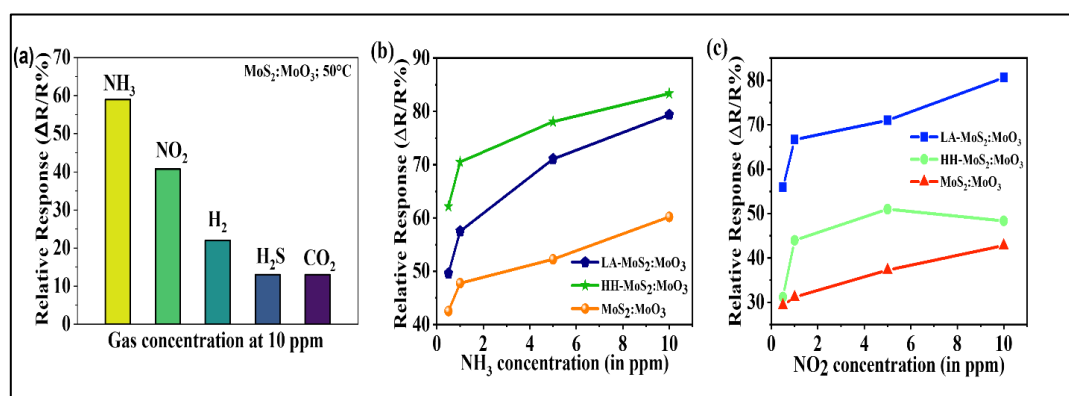 (a)
Relative Response (ΔR/R%)
70
60
50
40
30
20
10
0
MoS₂:MoO₃; 50°C
NH₃
NO₂
H₂
H₂S
CO₂
Gas concentration at 10 ppm
(b)
Relative Response (ΔR/R%)
90
80
70
60
50
40
LA-MoS₂:MoO₃
HH-MoS₂:MoO₃
MoS₂:MoO₃
0 2 4 6 8 10
NH₃ concentration (in ppm)
(c)
Relative Response (ΔR/R%)
80
70
60
50
40
30
LA-MoS₂:MoO₃
HH-MoS₂:MoO₃
MoS₂:MoO₃
0 2 4 6 8 10
NO2 concentration (in ppm)